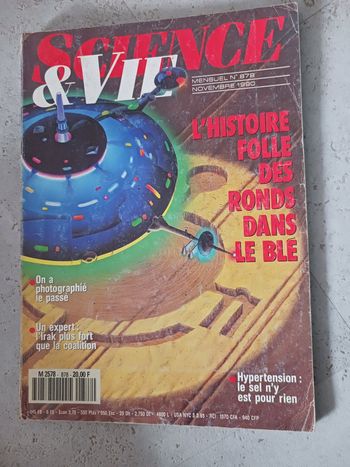 SCIENCE
& VIE
MENSUEL N° 878
NOVEMBRE 1990
L'HISTOIRE
FOLLE
DES
RONDS
DANS
LE BLE
On a
photographié
le passé
Un expert :
l'Irak plus fort
que la coalition
Hypertension :
le sel n'y
est pour rien
M 2578 - 878 - 20,00 F